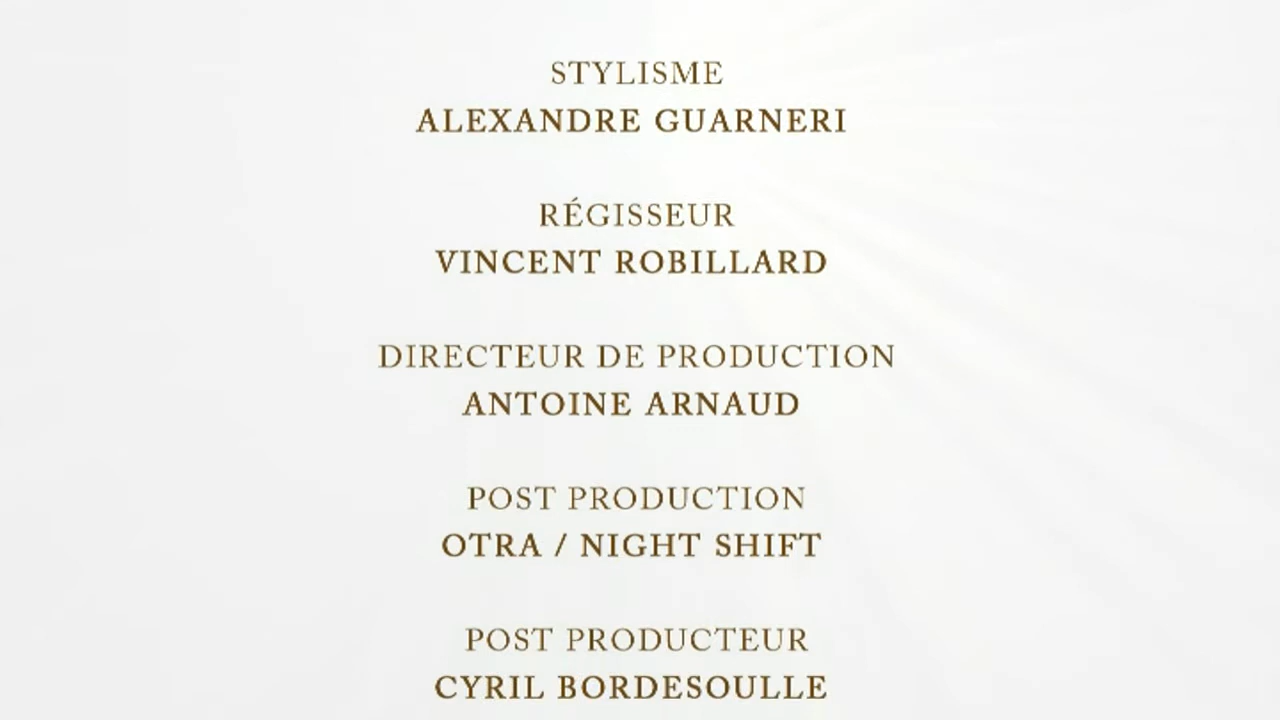 STYLISME
ALEXANDRE GUARNERI
RÉGISSEUR
VINCENT ROBILLARD
DIRECTEUR DE PRODUCTION
ANTOINE ARNAUD
POST PRODUCTION
OTRA / NIGHT SHIFT
POST PRODUCTEUR
CYRIL BORDESOULLE